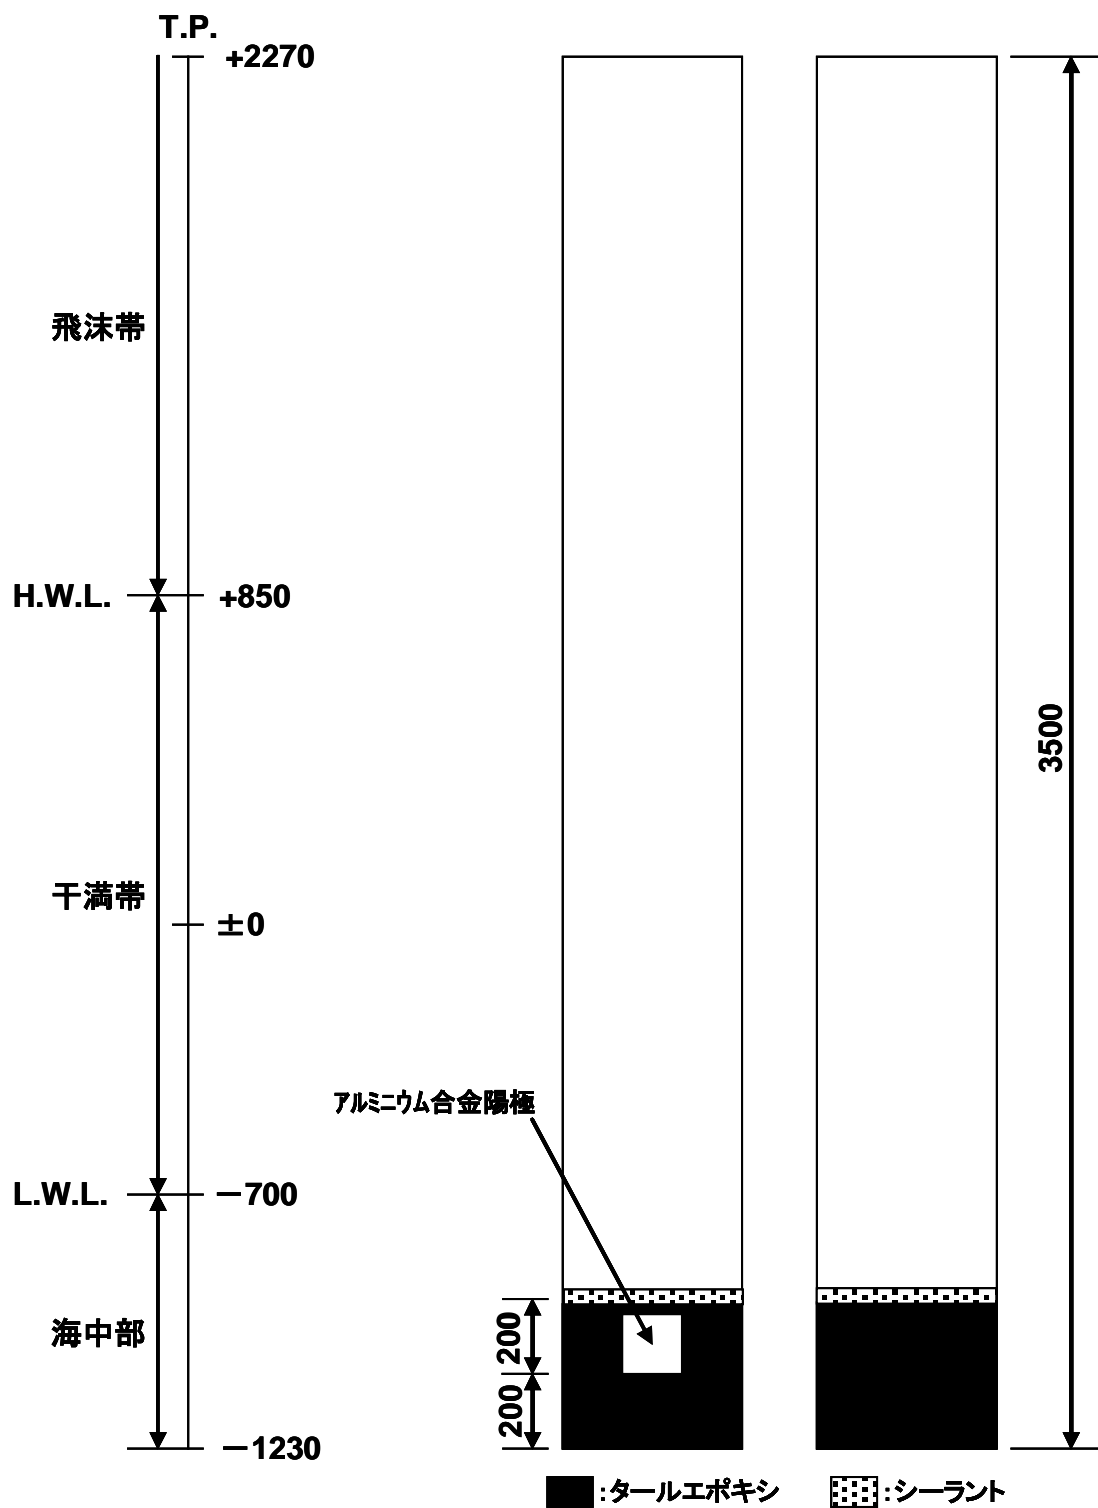 T.P.
+2270
飛沫帯
H.W.L.
+850
3500
干満帯
±0
アルミニウム合金陽極
L.W.L.
−700
海中部
200
200
−1230
:タールエポキシ
:シーラント